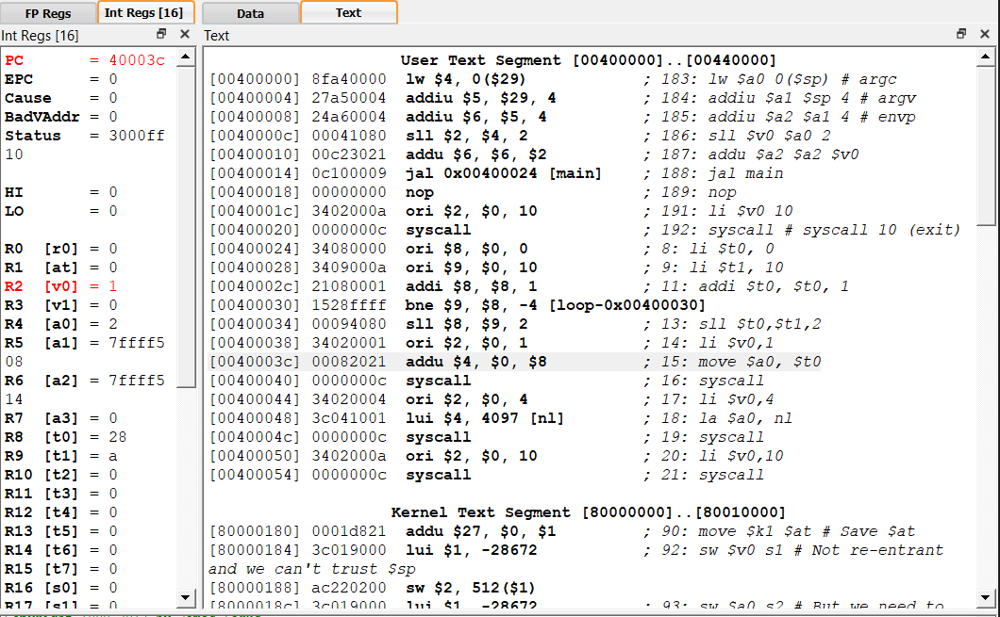 FP Regs Int Regs [16] Data Text
Int Regs [16]
PC = 40003c
EPC = 0
Cause = 0
BadVAddr = 0
Status = 3000ff
10
HI = 0
LO = 0
R0 [r0] = 0
R1 [at] = 0
R2 [v0] = 1
R3 [v1] = 0
R4 [a0] = 2
R5 [a1] = 7ffff5
08
R6 [a2] = 7ffff5
14
R7 [a3] = 0
R8 [t0] = 28
R9 [t1] = a
R10 [t2] = 0
R11 [t3] = 0
R12 [t4] = 0
R13 [t5] = 0
R14 [t6] = 0
R15 [t7] = 0
R16 [s0] = 0
R17 [s1] = 0
Text
User Text Segment [00400000]..[00440000]
[00400000] 8fa40000 lw $4, 0($29) ; 183: lw $a0 0($sp) # argc
[00400004] 27a50004 addiu $5, $29, 4 ; 184: addiu $a1 $sp 4 # argv
[00400008] 24a60004 addiu $6, $5, 4 ; 185: addiu $a2 $a1 4 # envp
[0040000c] 00041080 sll $2, $4, 2 ; 186: sll $v0 $a0 2
[00400010] 00c23021 addu $6, $6, $2 ; 187: addu $a2 $a2 $v0
[00400014] 0c100009 jal 0x00400024 [main] ; 188: jal main
[00400018] 00000000 nop ; 189: nop
[0040001c] 3402000a ori $2, $0, 10 ; 191: li $v0 10
[00400020] 0000000c syscall ; 192: syscall # syscall 10 (exit)
[00400024] 34080000 ori $8, $0, 0 ; 8: li $t0, 0
[00400028] 3409000a ori $9, $0, 10 ; 9: li $t1, 10
[0040002c] 21080001 addi $8, $8, 1 ; 11: addi $t0, $t0, 1
[00400030] 1528ffff bne $9, $8, -4 [loop-0x00400030]
[00400034] 00094080 sll $8, $9, 2 ; 13: sll $t0,$t1,2
[00400038] 34020001 ori $2, $0, 1 ; 14: li $v0,1
[0040003c] 00082021 addu $4, $0, $8 ; 15: move $a0, $t0
[00400040] 0000000c syscall ; 16: syscall
[00400044] 34020004 ori $2, $0, 4 ; 17: li $v0,4
[00400048] 3c041001 lui $4, 4097 [nl] ; 18: la $a0, nl
[0040004c] 0000000c syscall ; 19: syscall
[00400050] 3402000a ori $2, $0, 10 ; 20: li $v0,10
[00400054] 0000000c syscall ; 21: syscall
Kernel Text Segment [80000000]..[80010000]
[80000180] 0001d821 addu $27, $0, $1 ; 90: move $k1 $at # Save $at
[80000184] 3c019000 lui $1, -28672 ; 92: sw $v0 s1 # Not re-entrant
and we can't trust $sp
[80000188] ac220200 sw $2, 512($1)
[8000018c] 3c019000 lui $1, -28672 ; 93: sw $a0 s2 # But we need to